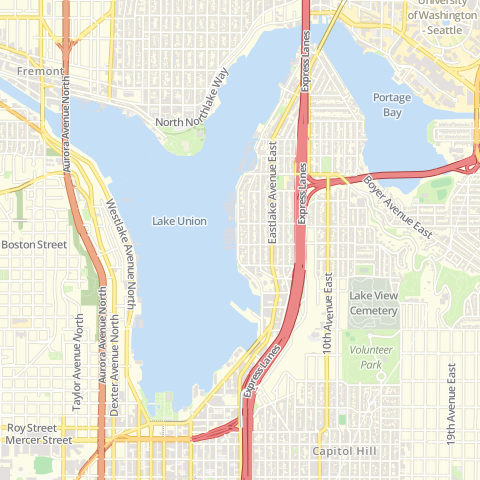 University
of Washington
- Seattle
Fremont
Express Lanes
Northlake Way
Portage
Bay
Aurora Avenue North
North No
Eastlake Avenue East
Express Lanes
Boyer Avenue East
Westlake Avenue North
Lake Union
Boston Street
Lake View
Cemetery
10th Avenue East
Taylor Avenue North
Aurora Avenue North
Dexter Avenue North
Express Lanes
Volunteer
Park
19th Avenue East
Roy Street
Mercer Street
Capitol Hill